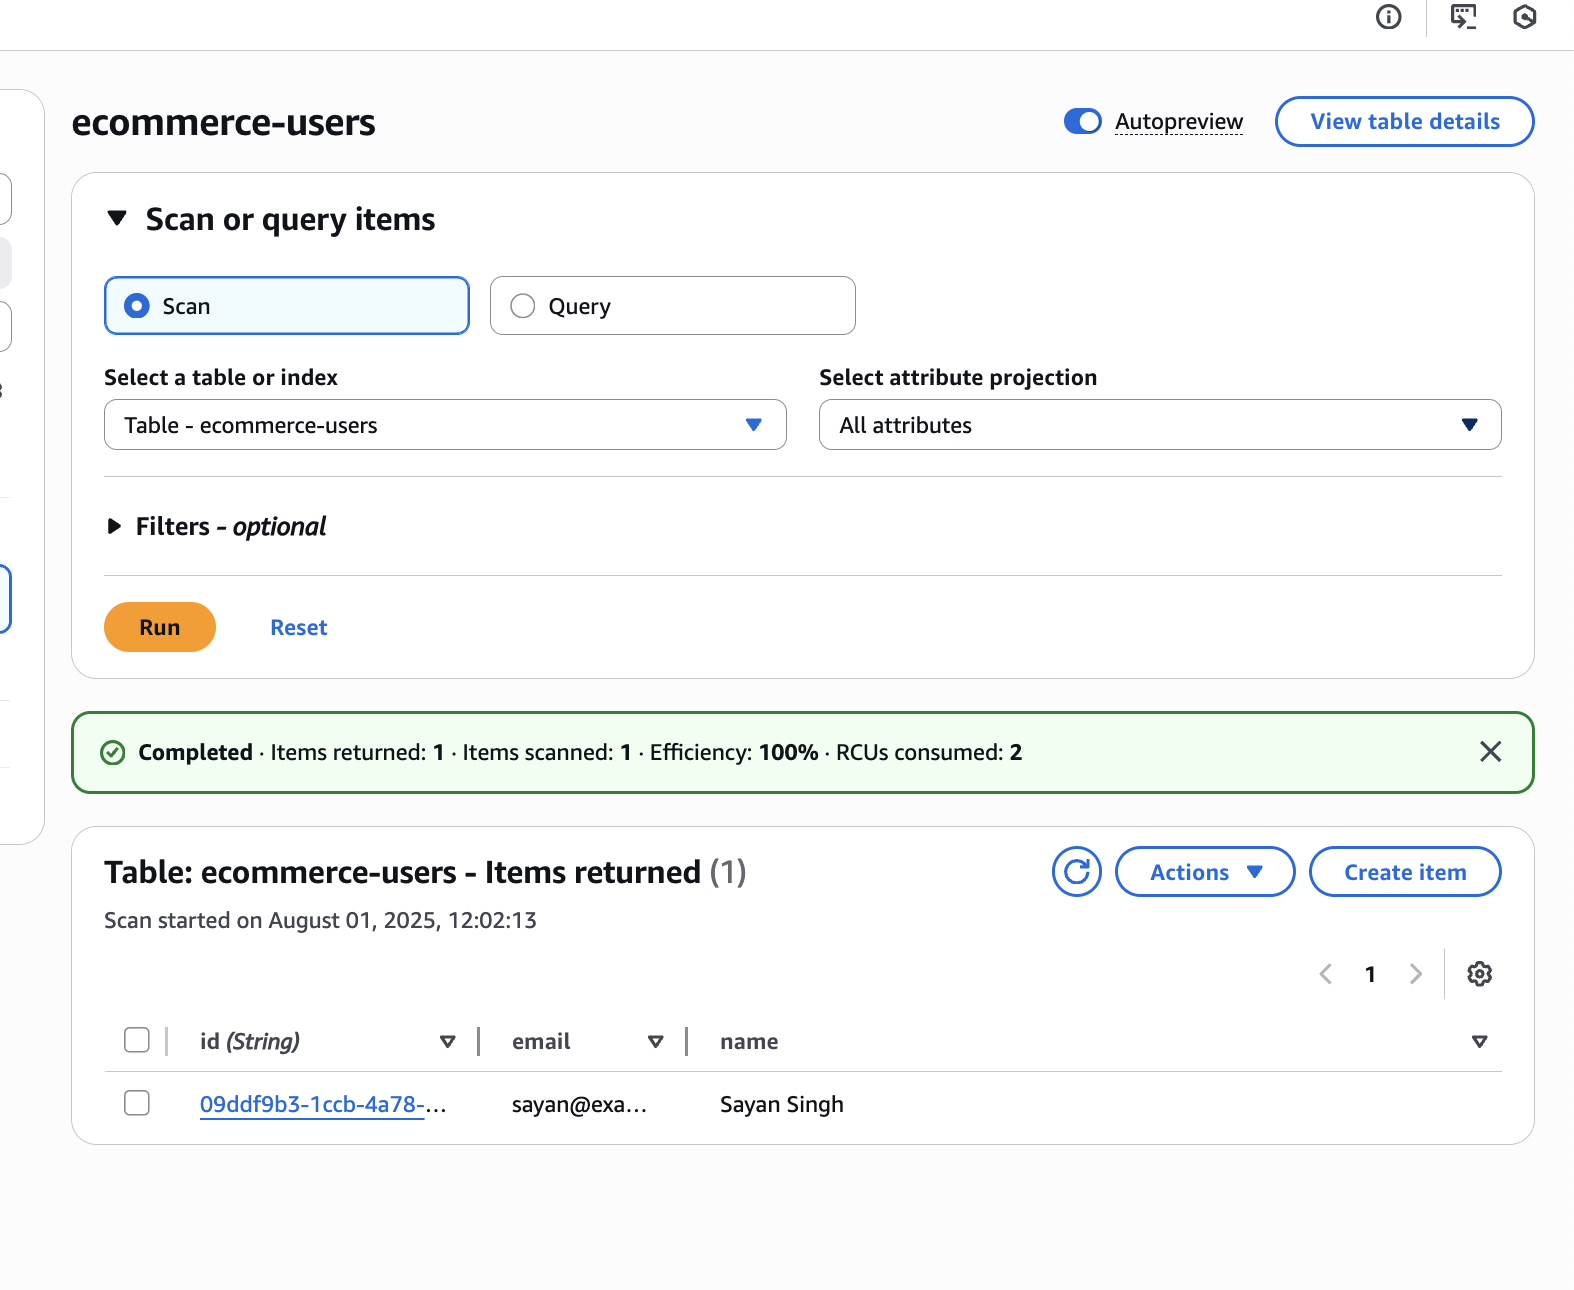 ecommerce-users
Autopreview
View table details
Scan or query items
Scan
Query
Select a table or index
Select attribute projection
Table - ecommerce-users
All attributes
Filters - optional
Run
Reset
Completed · Items returned: 1 · Items scanned: 1 · Efficiency: 100% · RCUs consumed: 2
Table: ecommerce-users - Items returned (1)
Actions
Create item
Scan started on August 01, 2025, 12:02:13
1
id (String)
email
name
09ddf9b3-1ccb-4a78-...
sayan@exa...
Sayan Singh